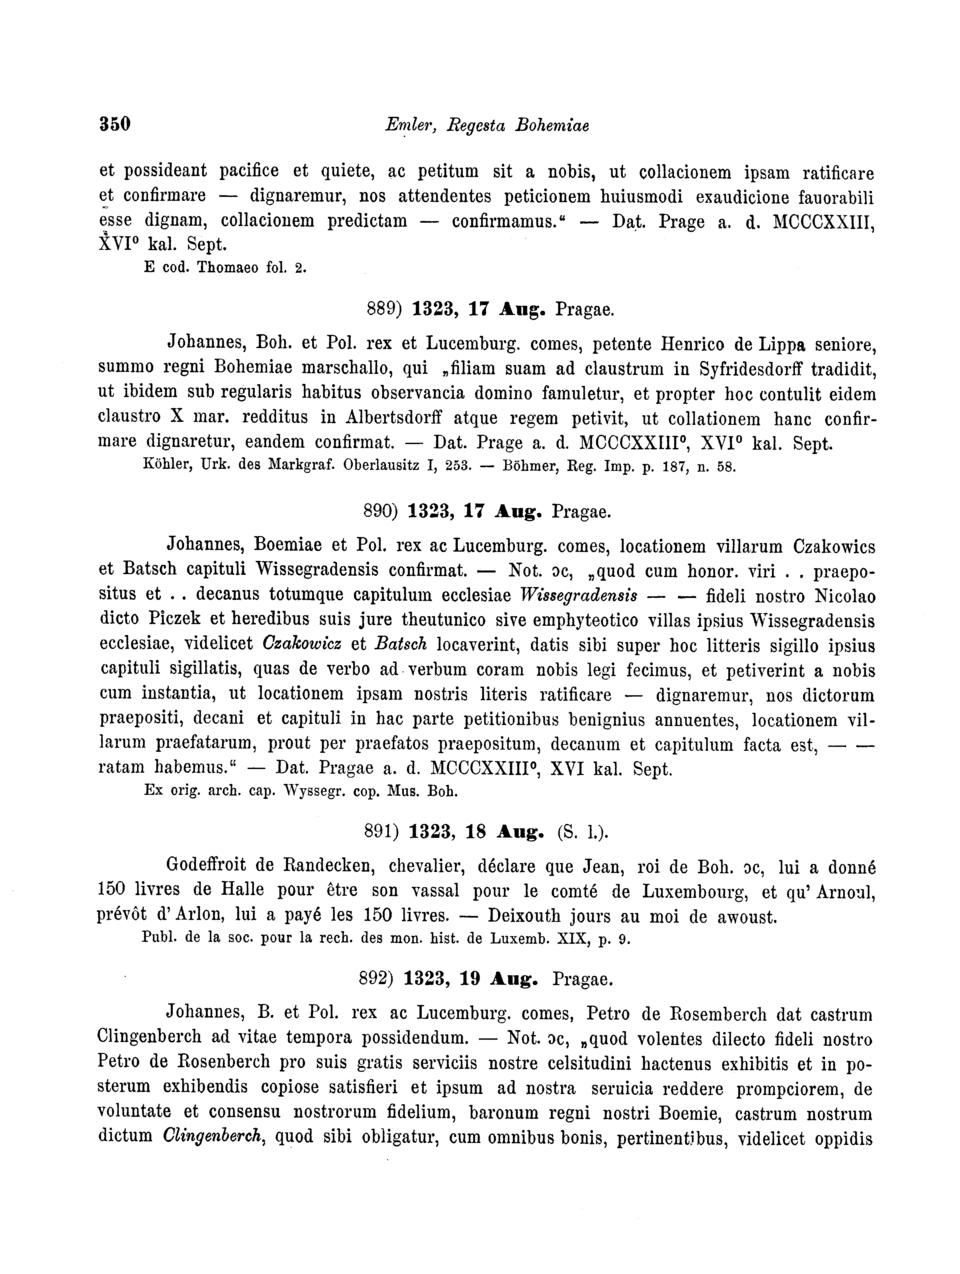 350 Emler, Regesta Bohemiae
et possideant pacifice et quiete, ac petitum sit a nobis, ut collacionem ipsam ratificare
et confirmare — dignaremur, nos attendentes peticionem huiusmodi exaudicione fauorabili
esse dignam, collacionem predictam — confirmamus.“ — Dat. Prage a. d. MCCCXXIII,
XVI⁰ kal. Sept.
E cod. Thomaeo fol. 2.
889) 1323, 17 Aug. Pragae.
Johannes, Boh. et Pol. rex et Lucemburg. comes, petente Henrico de Lippa seniore,
summo regni Bohemiae marschallo, qui „filiam suam ad claustrum in Syfridesdorff tradidit,
ut ibidem sub regularis habitus observancia domino famuletur, et propter hoc contulit eidem
claustro X mar. redditus in Albertsdorff atque regem petivit, ut collationem hanc confir-
mare dignaretur, eandem confirmat. — Dat. Prage a. d. MCCCXXIII⁰, XVI⁰ kal. Sept.
Köhler, Urk. des Markgraf. Oberlausitz I, 253. — Böhmer, Reg. Imp. p. 187, n. 58.
890) 1323, 17 Aug. Pragae.
Johannes, Boemiae et Pol. rex ac Lucemburg. comes, locationem villarum Czakowics
et Batsch capituli Wissegradensis confirmat. — Not. ɔc, „quod cum honor. viri . . praepo-
situs et . . decanus totumque capitulum ecclesiae Wissegradensis — — fideli nostro Nicolao
dicto Piczek et heredibus suis jure theutunico sive emphyteotico villas ipsius Wissegradensis
ecclesiae, videlicet Czakowicz et Batsch locaverint, datis sibi super hoc litteris sigillo ipsius
capituli sigillatis, quas de verbo ad verbum coram nobis legi fecimus, et petiverint a nobis
cum instantia, ut locationem ipsam nostris literis ratificare — dignaremur, nos dictorum
praepositi, decani et capituli in hac parte petitionibus benignius annuentes, locationem vil-
larum praefatarum, prout per praefatos praepositum, decanum et capitulum facta est, — —
ratam habemus.“ — Dat. Pragae a. d. MCCCXXIII⁰, XVI kal. Sept.
Ex orig. arch. cap. Wyssegr. cop. Mus. Boh.
891) 1323, 18 Aug. (S. l.).
Godeffroit de Randecken, chevalier, déclare que Jean, roi de Boh. ɔc, lui a donné
150 livres de Halle pour être son vassal pour le comté de Luxembourg, et qu' Arnoul,
prévôt d' Arlon, lui a payé les 150 livres. — Deixouth jours au moi de awoust.
Publ. de la soc. pour la rech. des mon. hist. de Luxemb. XIX, p. 9.
892) 1323, 19 Aug. Pragae.
Johannes, B. et Pol. rex ac Lucemburg. comes, Petro de Rosemberch dat castrum
Clingenberch ad vitae tempora possidendum. — Not. ɔc, „quod volentes dilecto fideli nostro
Petro de Rosenberch pro suis gratis serviciis nostre celsitudini hactenus exhibitis et in po-
sterum exhibendis copiose satisfieri et ipsum ad nostra seruicia reddere prompciorem, de
voluntate et consensu nostrorum fidelium, baronum regni nostri Boemie, castrum nostrum
dictum Clingenberch, quod sibi obligatur, cum omnibus bonis, pertinentibus, videlicet oppidis